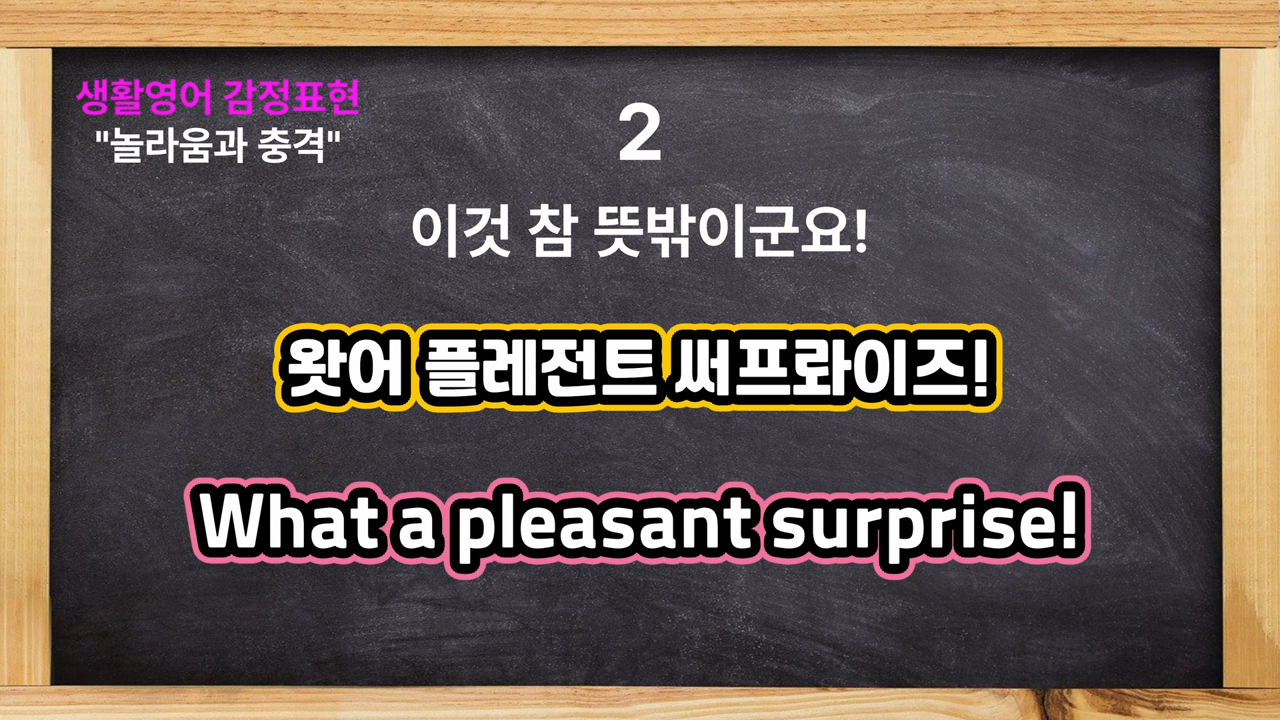 생활영어 감정표현
"놀라움과 충격"
2
이것 참 뜻밖이군요!
왓어 플레전트 써프롸이즈!
What a pleasant surprise!